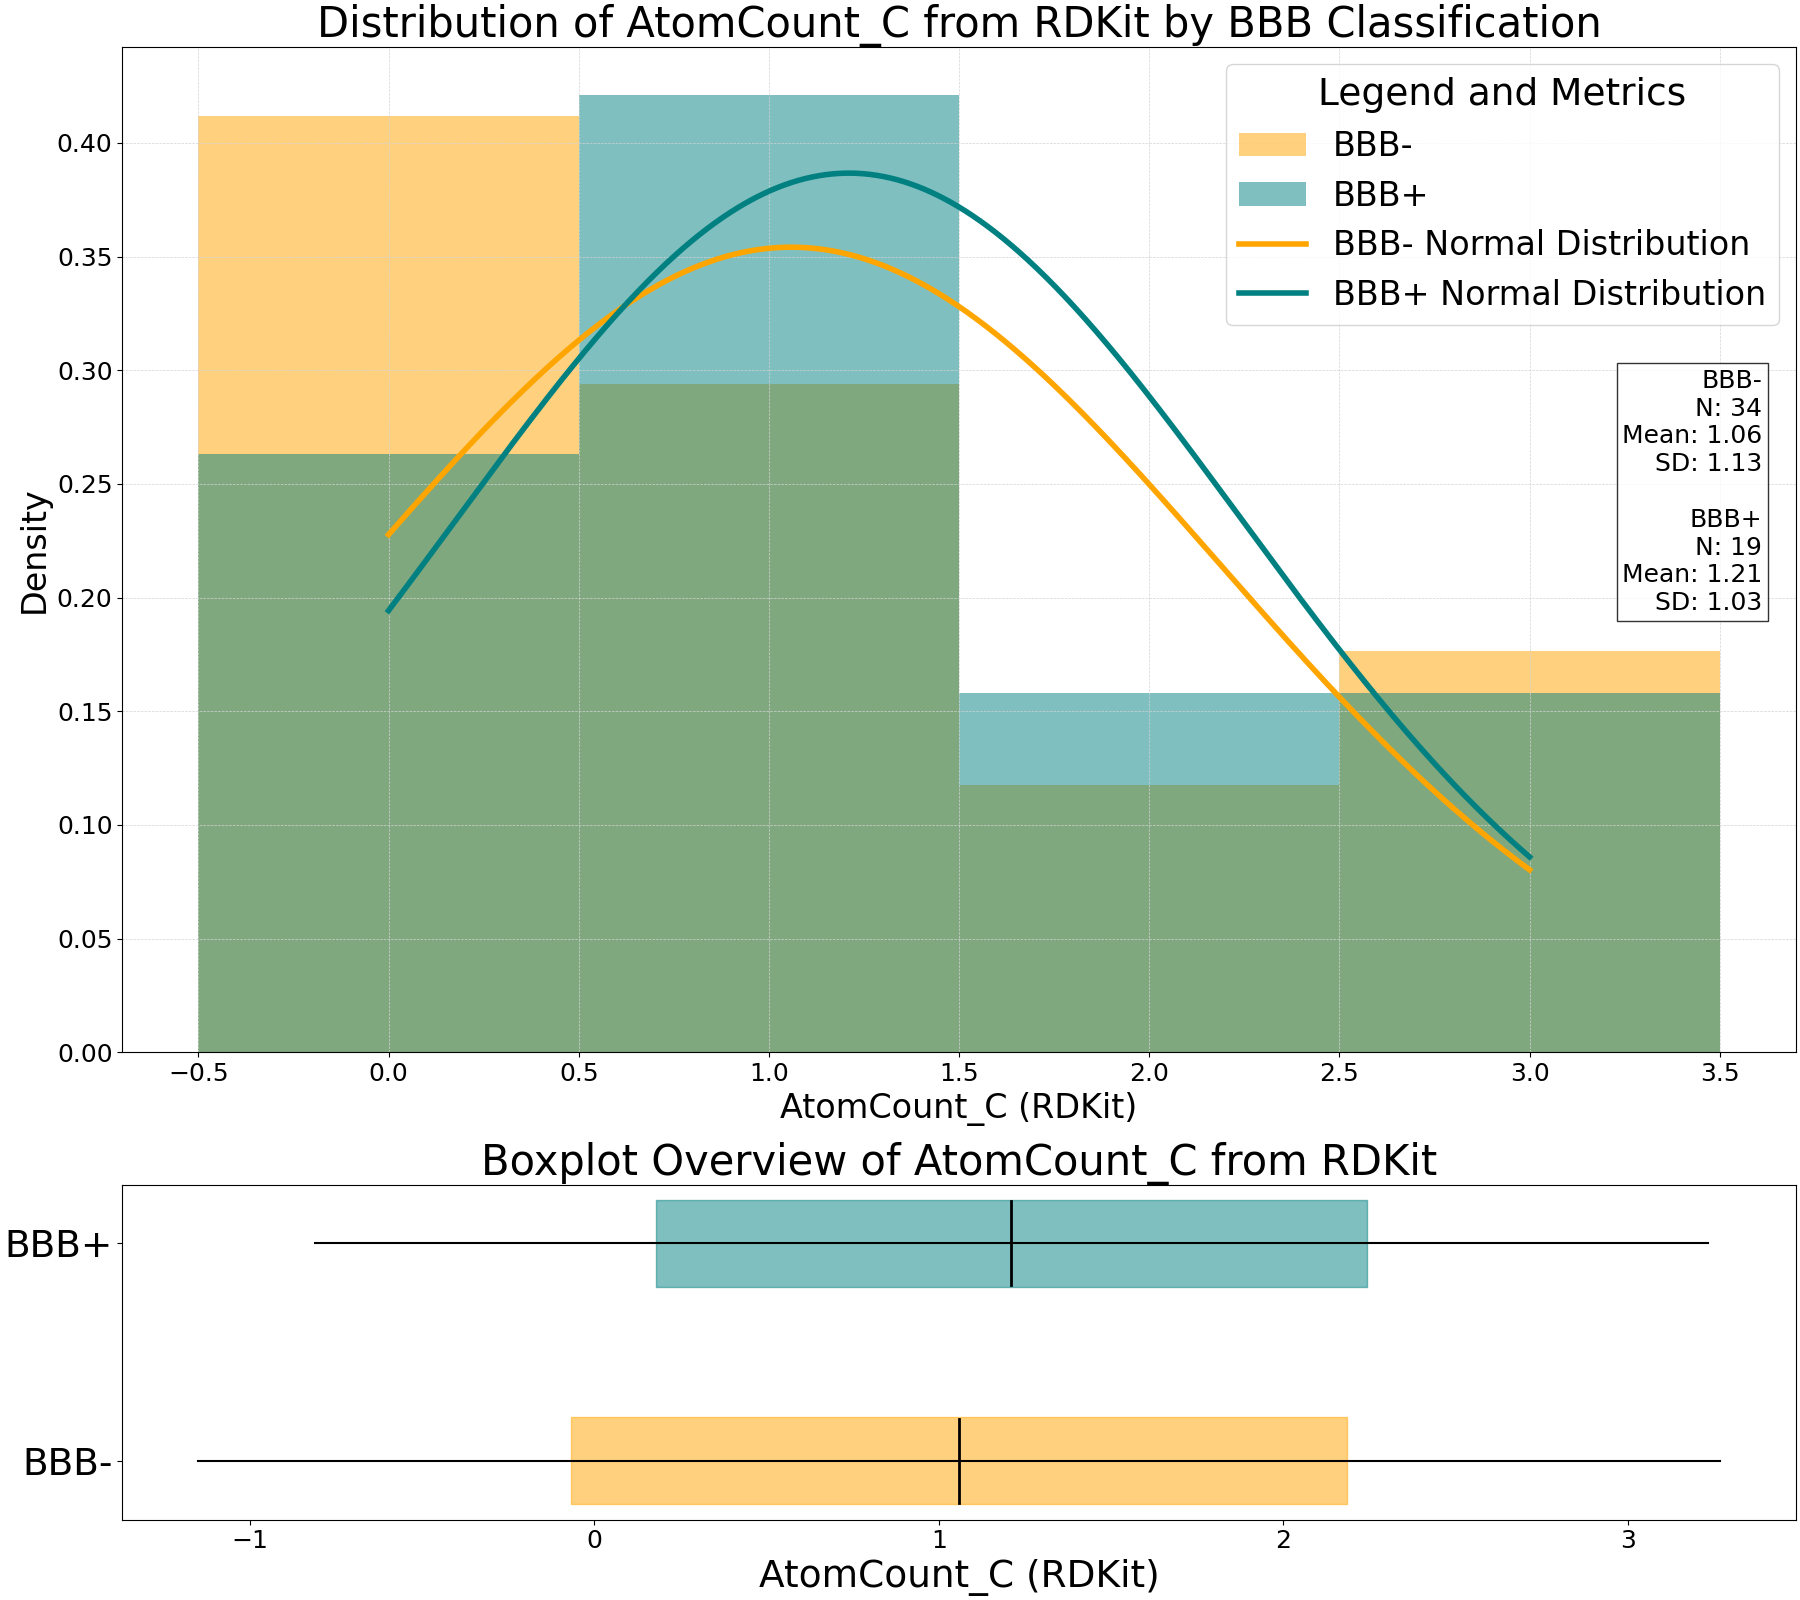 Distribution of AtomCount_C from RDKit by BBB Classification
Legend and Metrics
BBB-
BBB+
BBB- Normal Distribution
BBB+ Normal Distribution
BBB-
N: 34
Mean: 1.06
SD: 1.13
BBB+
N: 19
Mean: 1.21
SD: 1.03
Density
0.40
0.35
0.30
0.25
0.20
0.15
0.10
0.05
0.00
−0.5 0.0 0.5 1.0 1.5 2.0 2.5 3.0 3.5
AtomCount_C (RDKit)
Boxplot Overview of AtomCount_C from RDKit
BBB+
BBB-
−1 0 1 2 3
AtomCount_C (RDKit)